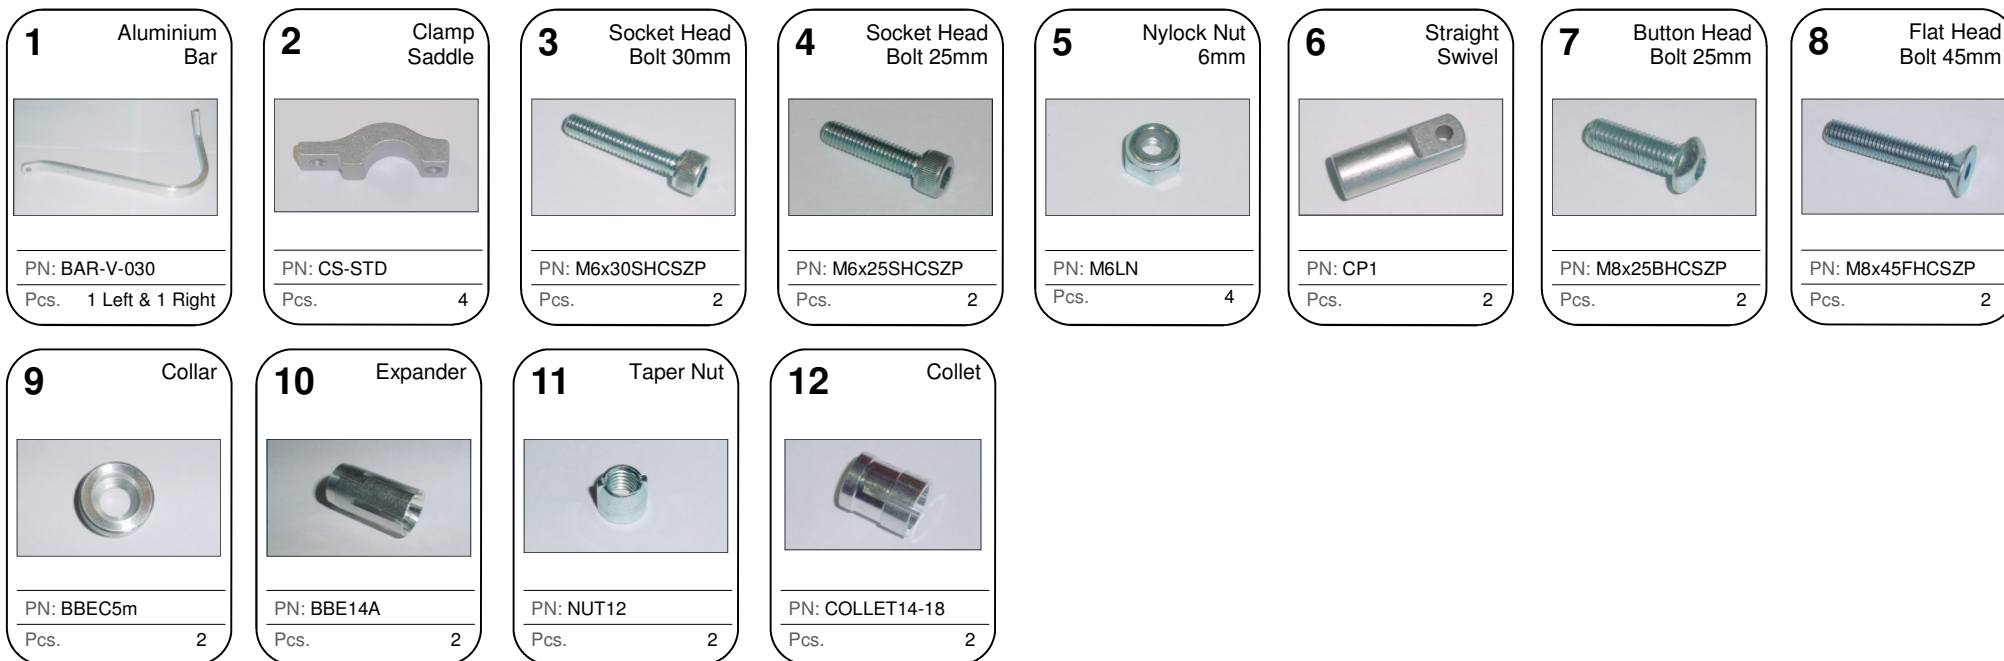 1
Aluminium
Bar
PN: BAR-V-030
Pcs. 1 Left & 1 Right
2
Clamp
Saddle
PN: CS-STD
Pcs. 4
3
Socket Head
Bolt 30mm
PN: M6x30SHCSZP
Pcs. 2
4
Socket Head
Bolt 25mm
PN: M6x25SHCSZP
Pcs. 2
5
Nylock Nut
6mm
PN: M6LN
Pcs. 4
6
Straight
Swivel
PN: CP1
Pcs. 2
7
Button Head
Bolt 25mm
PN: M8x25BHCSZP
Pcs. 2
8
Flat Head
Bolt 45mm
PN: M8x45FHCSZP
Pcs. 2
9
Collar
PN: BBEC5m
Pcs. 2
10
Expander
PN: BBE14A
Pcs. 2
11
Taper Nut
PN: NUT12
Pcs. 2
12
Collet
PN: COLLET14-18
Pcs. 2